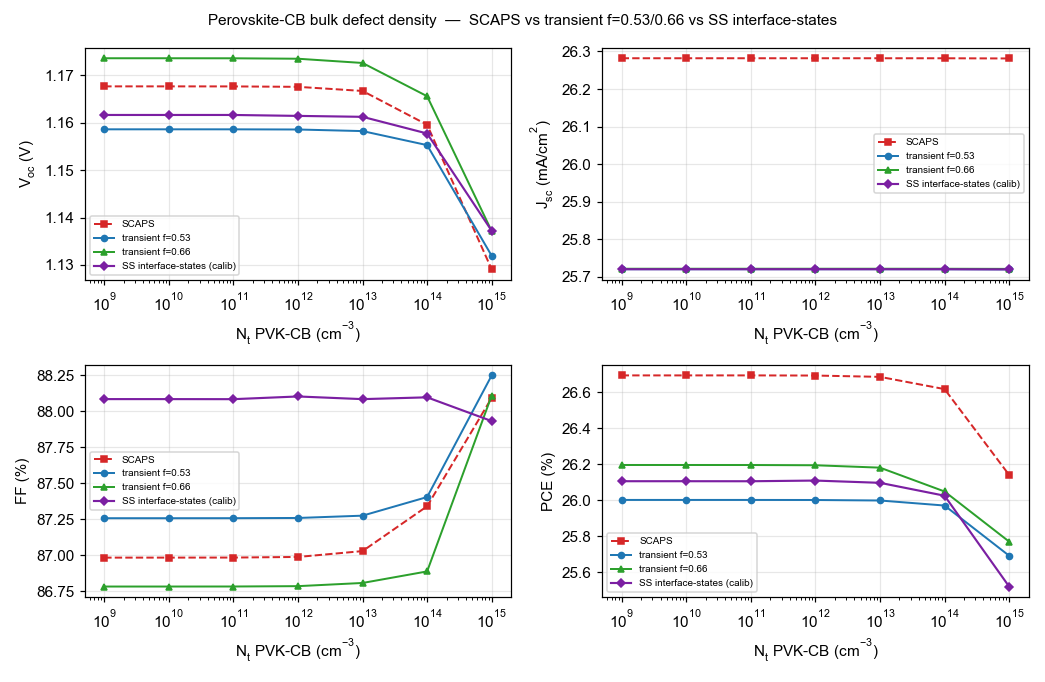 Perovskite-CB bulk defect density — SCAPS vs transient f=0.53/0.66 vs SS interface-states
V_oc (V)
1.17
1.16
1.15
1.14
1.13
SCAPS
transient f=0.53
transient f=0.66
SS interface-states (calib)
10^9 10^10 10^11 10^12 10^13 10^14 10^15
N_t PVK-CB (cm^−3)
J_sc (mA/cm^2)
26.3
26.2
26.1
26.0
25.9
25.8
25.7
SCAPS
transient f=0.53
transient f=0.66
SS interface-states (calib)
10^9 10^10 10^11 10^12 10^13 10^14 10^15
N_t PVK-CB (cm^−3)
FF (%)
88.25
88.00
87.75
87.50
87.25
87.00
86.75
SCAPS
transient f=0.53
transient f=0.66
SS interface-states (calib)
10^9 10^10 10^11 10^12 10^13 10^14 10^15
N_t PVK-CB (cm^−3)
PCE (%)
26.6
26.4
26.2
26.0
25.8
25.6
SCAPS
transient f=0.53
transient f=0.66
SS interface-states (calib)
10^9 10^10 10^11 10^12 10^13 10^14 10^15
N_t PVK-CB (cm^−3)